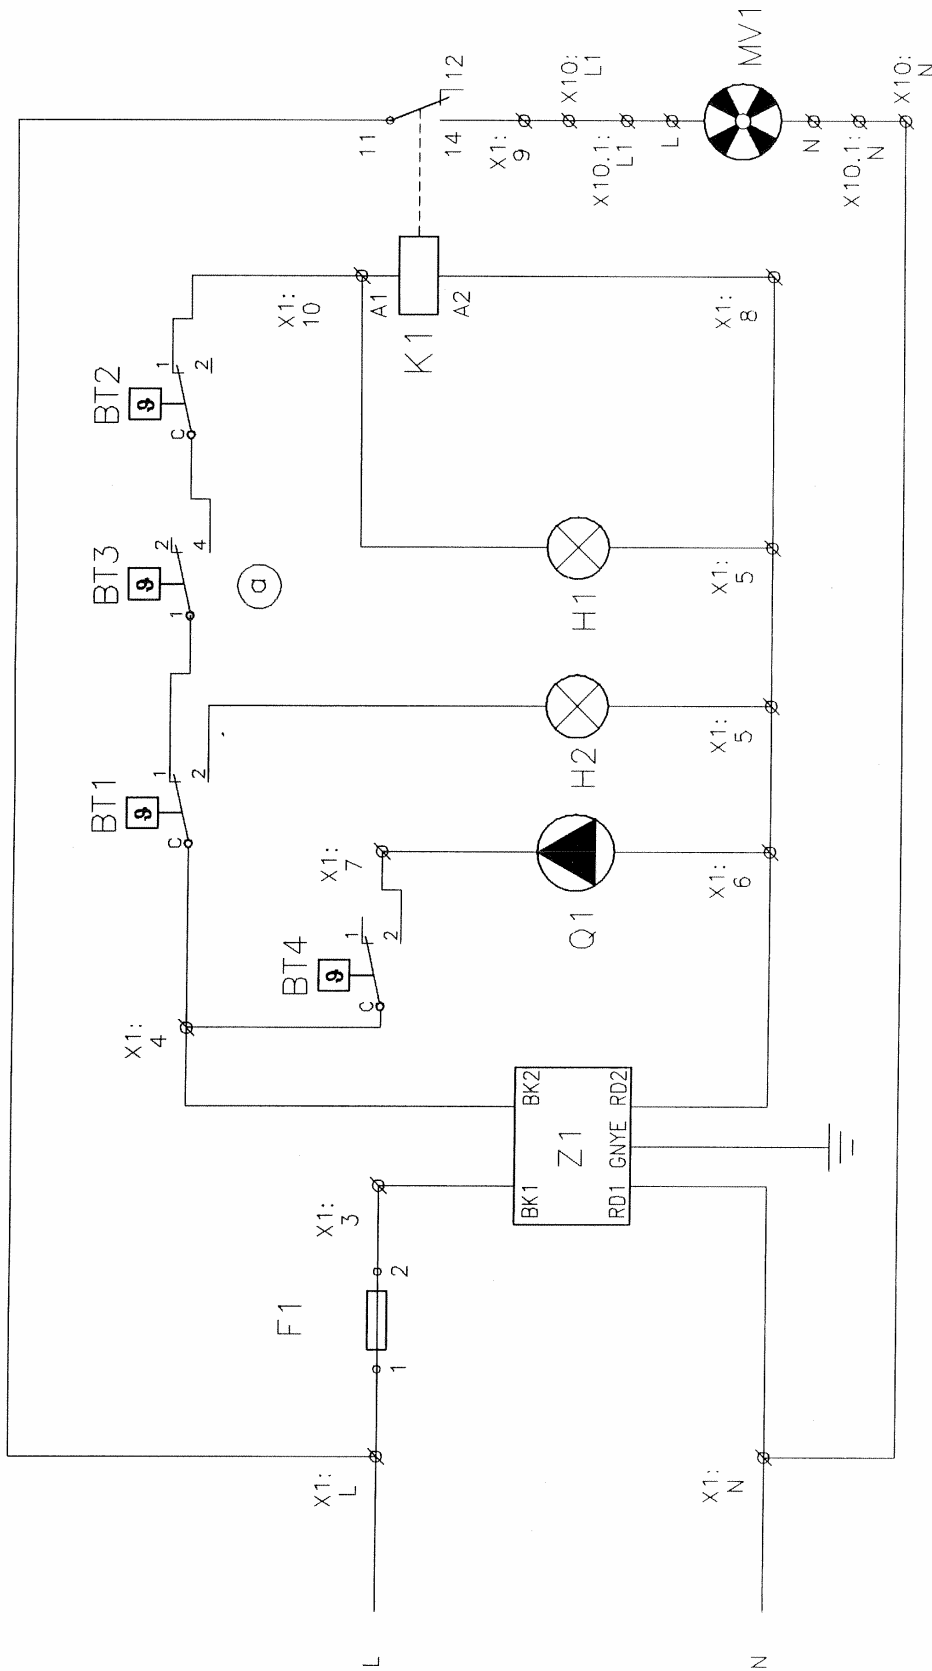 L
N
X1:
L
X1:
N
F1
1
2
X1:
3
Z1
BK1
BK2
RD1
GNYE
RD2
X1:
4
BT4
ϑ
C
1
2
X1:
7
Q1
X1:
6
BT1
ϑ
C
1
2
H2
X1:
5
BT3
ϑ
1
2
4
a
H1
X1:
5
BT2
ϑ
C
1
2
X1:
10
A1
K1
A2
X1:
8
11
12
14
X1:
9
X10:
L1
X10.1:
L1
L
MV1
N
X10.1:
N
X10:
N